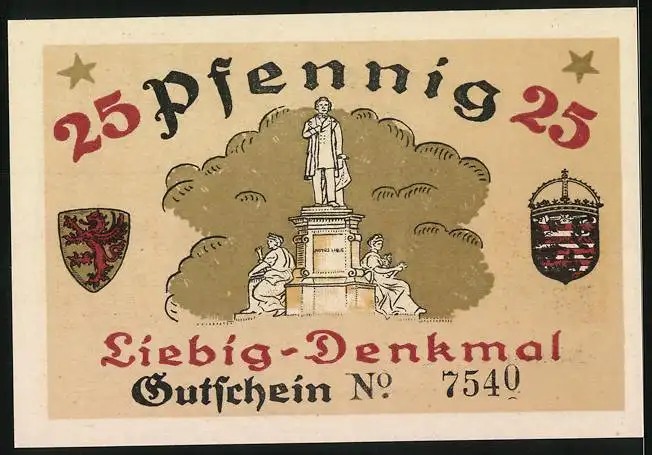 25 Pfennig 25
Liebig-Denkmal
Gutschein Nº 7540